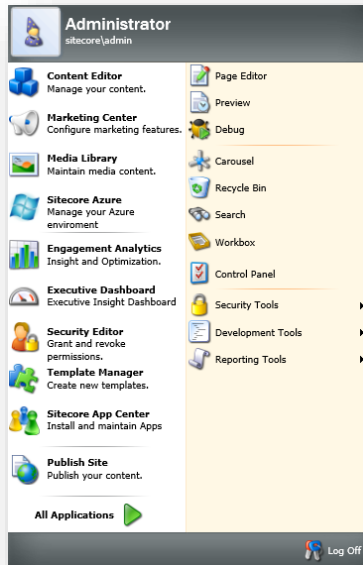 Administrator
sitecore\admin
Content Editor
Manage your content.
Marketing Center
Configure marketing features.
Media Library
Maintain media content.
Sitecore Azure
Manage your Azure
enviroment
Engagement Analytics
Insight and Optimization.
Executive Dashboard
Executive Insight Dashboard
Security Editor
Grant and revoke
permissions.
Template Manager
Create new templates.
Sitecore App Center
Install and maintain Apps
Publish Site
Publish your content.
All Applications
Page Editor
Preview
Debug
Carousel
Recycle Bin
Search
Workbox
Control Panel
Security Tools
Development Tools
Reporting Tools
Log Off